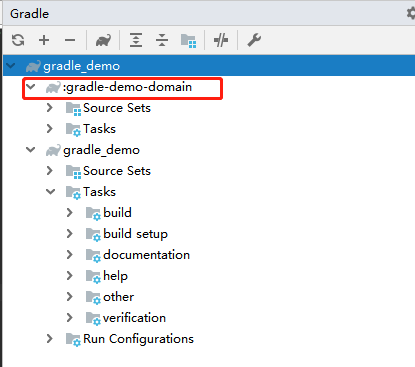 Gradle
gradle_demo
:gradle-demo-domain
Source Sets
Tasks
gradle_demo
Source Sets
Tasks
build
build setup
documentation
help
other
verification
Run Configurations